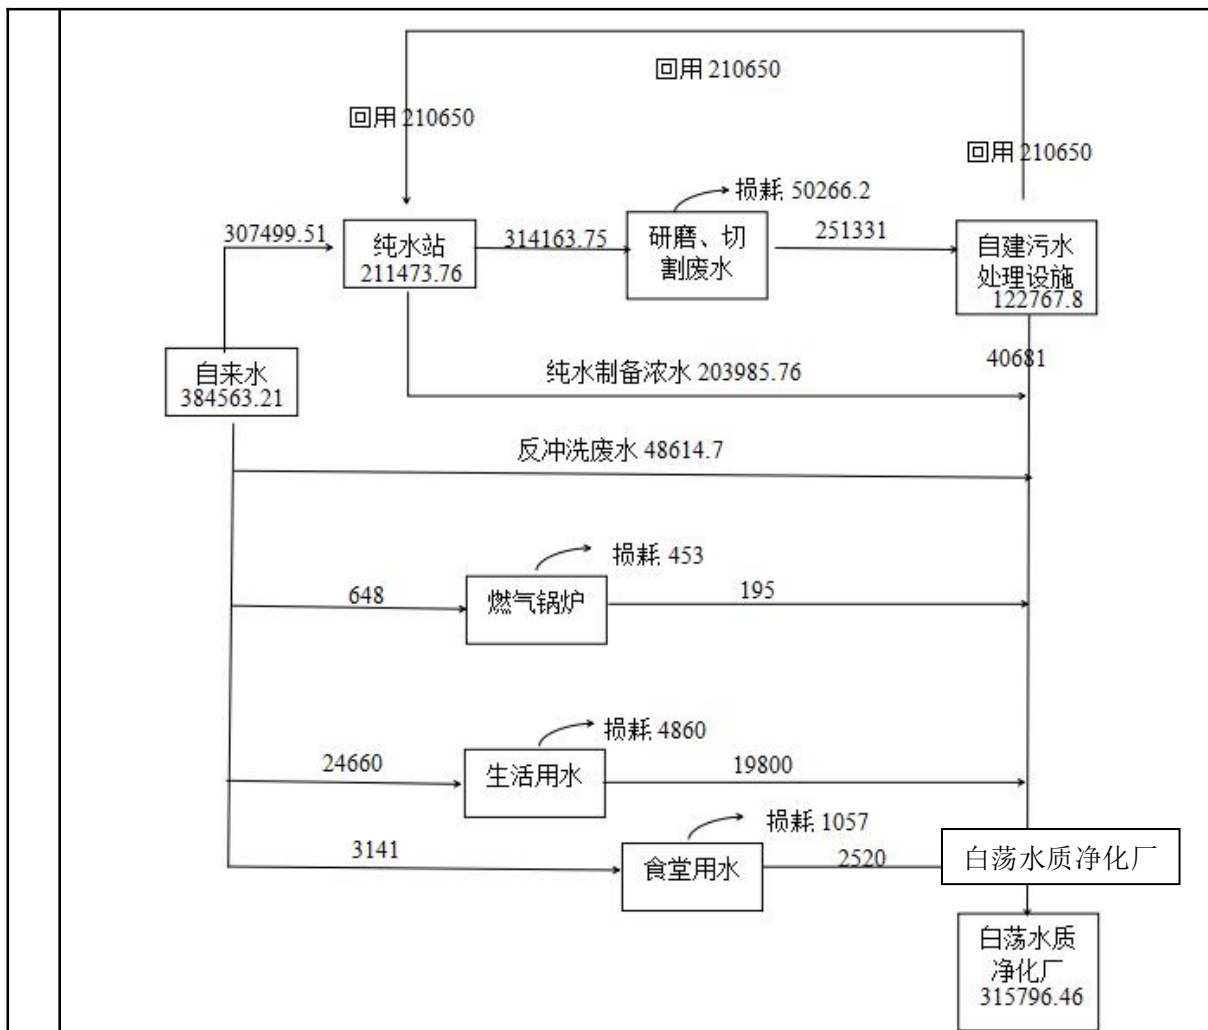 回用 210650
回用 210650
回用 210650
损耗 50266.2
307499.51
纯水站
211473.76
314163.75
研磨、切
割废水
251331
自建污水
处理设施
122767.8
自来水
384563.21
纯水制备浓水 203985.76
40681
反冲洗废水 48614.7
损耗 453
648
燃气锅炉
195
损耗 4860
24660
生活用水
19800
损耗 1057
3141
食堂用水
2520
白荡水质净化厂
白荡水质
净化厂
315796.46